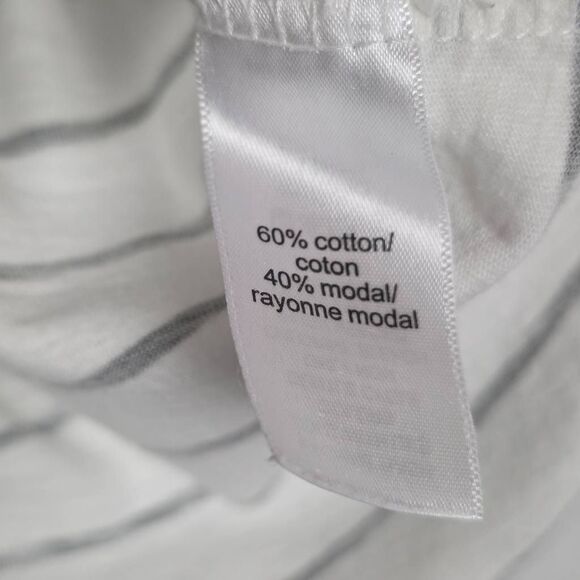 60% cotton/
coton
40% modal/
rayonne modal